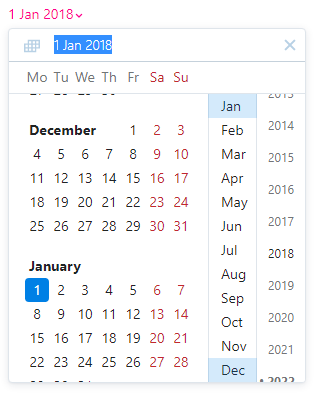 1 Jan 2018
1 Jan 2018
Mo Tu We Th Fr Sa Su
December 1 2 3
4 5 6 7 8 9 10
11 12 13 14 15 16 17
18 19 20 21 22 23 24
25 26 27 28 29 30 31
January
1 2 3 4 5 6 7
8 9 10 11 12 13 14
15 16 17 18 19 20 21
22 23 24 25 26 27 28
Jan
Feb
Mar
Apr
May
Jun
Jul
Aug
Sep
Oct
Nov
Dec
2014
2015
2016
2017
2018
2019
2020
2021
2022